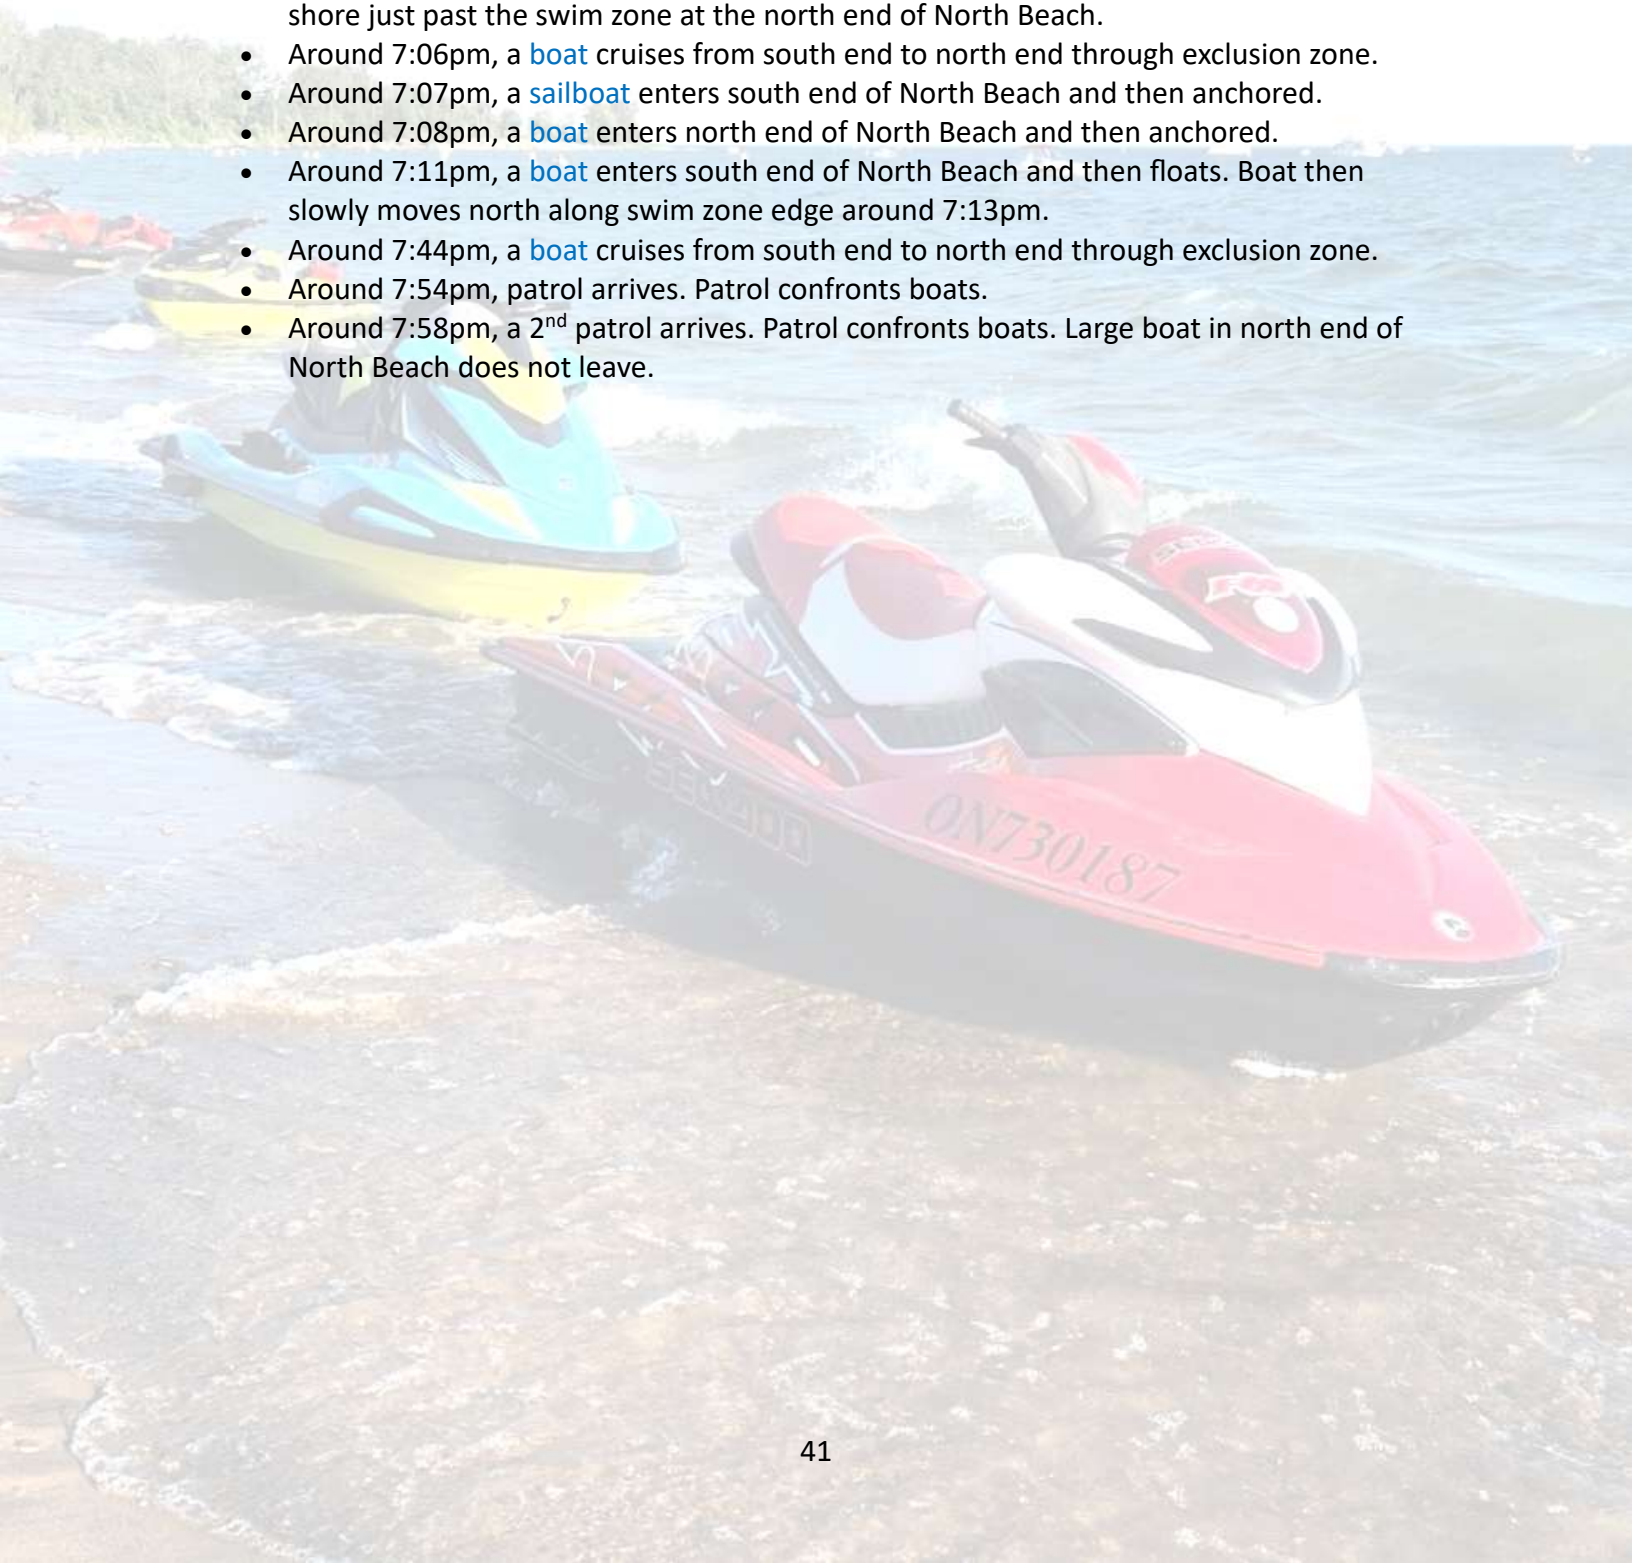 shore just past the swim zone at the north end of North Beach.
• Around 7:06pm, a boat cruises from south end to north end through exclusion zone.
• Around 7:07pm, a sailboat enters south end of North Beach and then anchored.
• Around 7:08pm, a boat enters north end of North Beach and then anchored.
• Around 7:11pm, a boat enters south end of North Beach and then floats. Boat then
slowly moves north along swim zone edge around 7:13pm.
• Around 7:44pm, a boat cruises from south end to north end through exclusion zone.
• Around 7:54pm, patrol arrives. Patrol confronts boats.
• Around 7:58pm, a 2nd patrol arrives. Patrol confronts boats. Large boat in north end of
North Beach does not leave.
ON730187
41